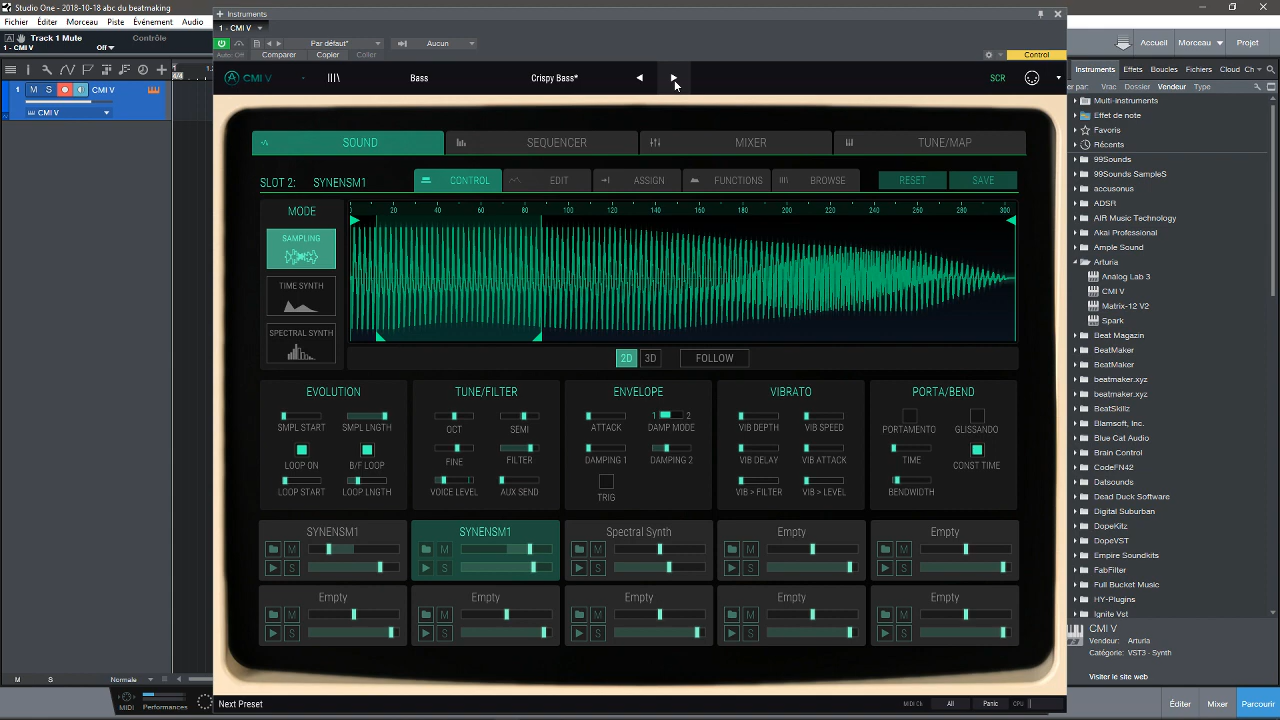 Studio One - 2018-10-18 abc du beatmaking
Fichier Morceau Piste Événement Audio
Track 1 Mute
1 - CMI V
Off
Contrôle
1 M S CMI V
CMI V
M S Normale
MIDI Performances
Instruments
1 - CMI V
Par défaut*
Aucun
Auto: Off Comparer Copier Coller
Control
CMI V
Bass
Crispy Bass*
SCR
SOUND SEQUENCER MIXER TUNE/MAP
SLOT 2: SYNENSM1
CONTROL EDIT ASSIGN FUNCTIONS BROWSE
RESET SAVE
MODE
SAMPLING
TIME SYNTH
SPECTRAL SYNTH
20 40 60 80 100 120 140 160 180 200 220 240 260 280 300
2D 3D FOLLOW
EVOLUTION
SMPL START SMPL LNGTH
LOOP ON B/F LOOP
LOOP START LOOP LNGTH
TUNE/FILTER
OCT SEMI
FINE FILTER
VOICE LEVEL AUX SEND
ENVELOPE
1 2
ATTACK DAMP MODE
DAMPING 1 DAMPING 2
TRIG
VIBRATO
VIB DEPTH VIB SPEED
VIB DELAY VIB ATTACK
VIB > FILTER VIB > LEVEL
PORTA/BEND
PORTAMENTO GLISSANDO
TIME CONST TIME
BENDWIDTH
SYNENSM1 SYNENSM1 Spectral Synth Empty Empty
M M M M M
S S S S S
Empty Empty Empty Empty Empty
M M M M M
S S S S S
Next Preset
MIDI Ch All Panic CPU
Accueil Morceau Projet
Instruments Effets Boucles Fichiers Cloud
par: Vrac Dossier Vendeur Type
Multi-instruments
Effet de note
Favoris
Récents
99Sounds
99Sounds SampleS
accusonus
ADSR
AIR Music Technology
Akai Professional
Ample Sound
Arturia
Analog Lab 3
CMI V
Matrix-12 V2
Spark
Beat Magazin
BeatMaker
BeatMaker
beatmaker.xyz
beatmaker.xyz
BeatSkillz
Blamsoft, Inc.
Blue Cat Audio
Brain Control
CodeFN42
Datsounds
Dead Duck Software
Digital Suburban
DopeKitz
DopeVST
Empire Soundkits
FabFilter
Full Bucket Music
HY-Plugins
Ignite Vst
CMI V
Vendeur: Arturia
Catégorie: VST3 - Synth
Visiter le site web
Éditer Mixer Parcourir